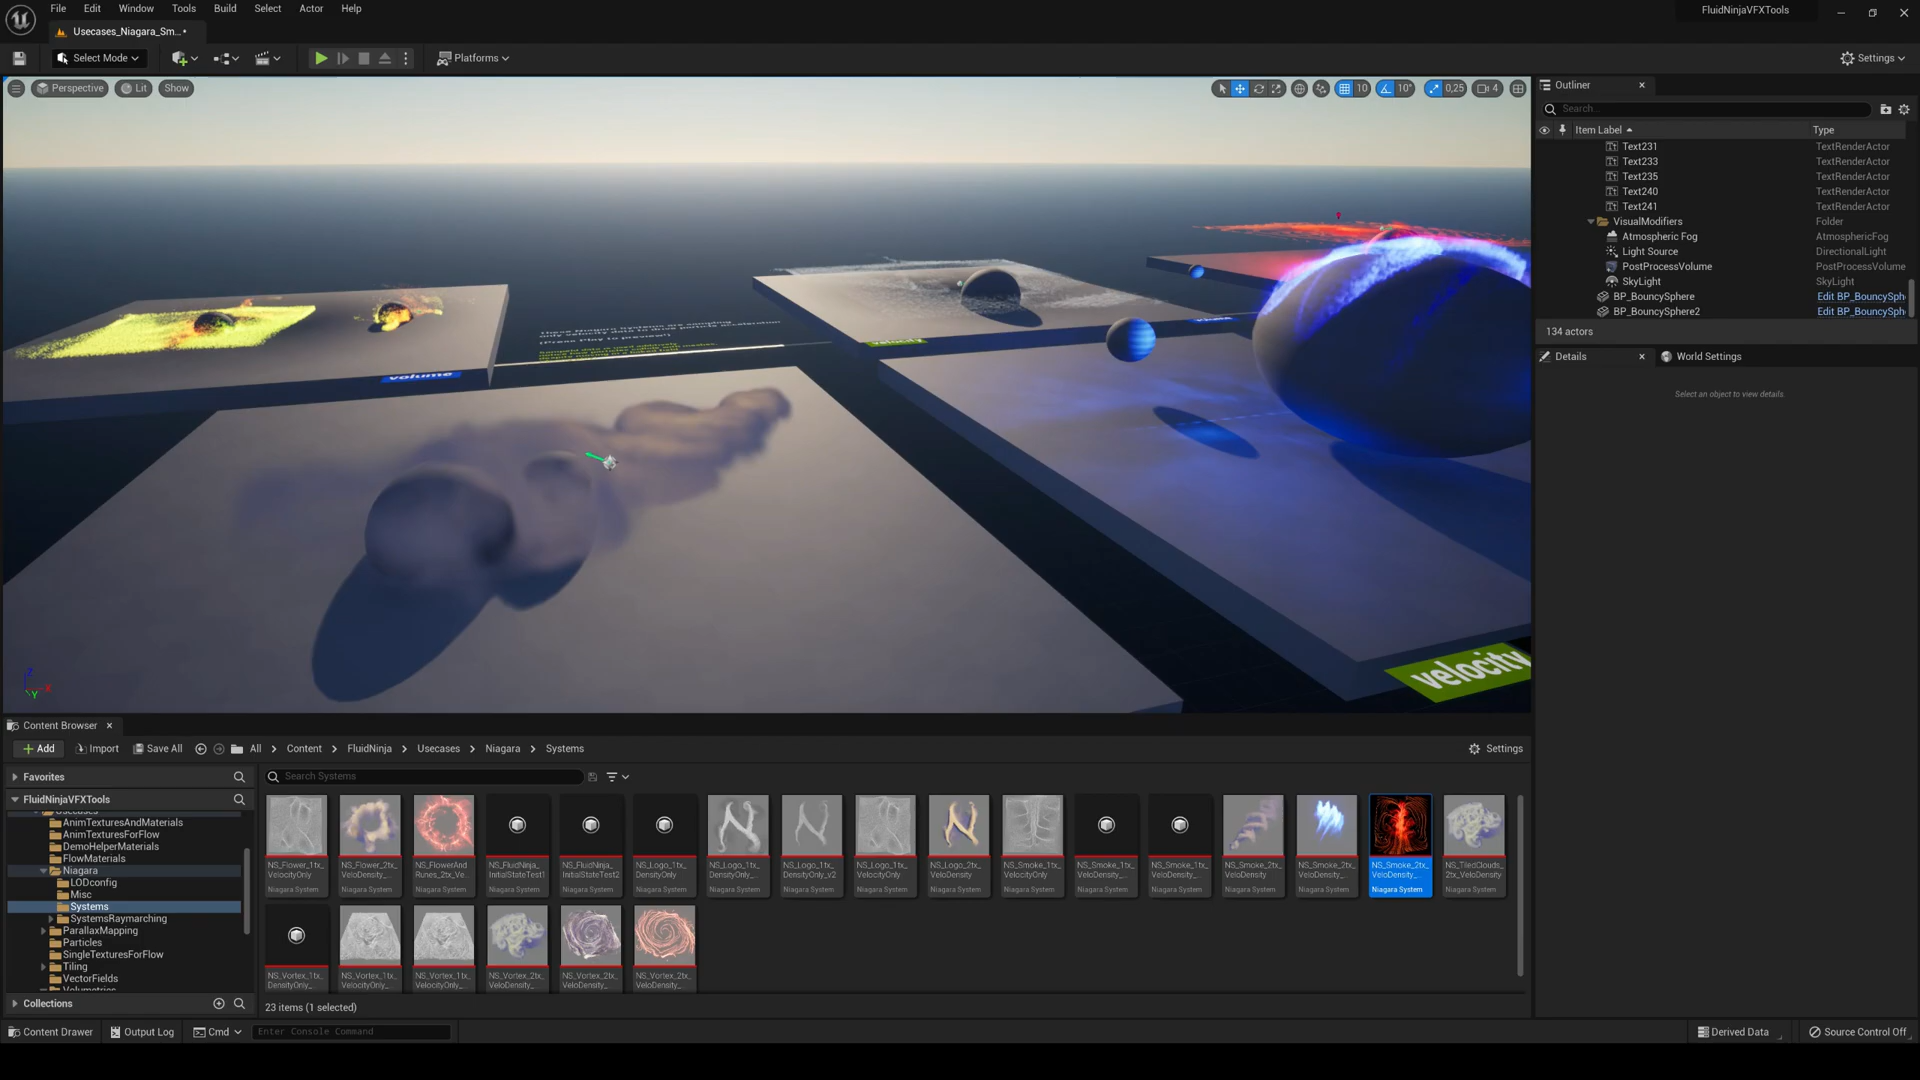 File Edit Window Tools Build Select Actor Help
FluidNinjaVFXTools
Usecases_Niagara_Sm...*
Select Mode
Platforms
Settings
Perspective
Lit
Show
10
10°
0,25
4
volume
velocity
Outliner
Search...
Item Label
Type
Text231 TextRenderActor
Text233 TextRenderActor
Text235 TextRenderActor
Text240 TextRenderActor
Text241 TextRenderActor
VisualModifiers Folder
Atmospheric Fog AtmosphericFog
Light Source DirectionalLight
PostProcessVolume PostProcessVolume
SkyLight SkyLight
BP_BouncySphere Edit BP_BouncySph
BP_BouncySphere2 Edit BP_BouncySph
134 actors
Details
World Settings
Select an object to view details.
Content Browser
Add
Import
Save All
All > Content > FluidNinja > Usecases > Niagara > Systems
Settings
Favorites
Search Systems
FluidNinjaVFXTools
AnimTexturesAndMaterials
AnimTexturesForFlow
DemoHelperMaterials
FlowMaterials
Niagara
LODconfig
Misc
Systems
SystemsRaymarching
ParallaxMapping
Particles
SingleTexturesForFlow
Tiling
VectorFields
Collections
NS_Flower_1tx_ NS_Flower_2tx_ NS_FlowerAnd NS_FluidNinja_ NS_FluidNinja_ NS_Logo_1tx_ NS_Logo_1tx_ NS_Logo_1tx_ NS_Logo_1tx_ NS_Logo_2tx_ NS_Smoke_1tx_ NS_Smoke_1tx_ NS_Smoke_1tx_ NS_Smoke_2tx_ NS_Smoke_2tx_ NS_Smoke_2tx_ NS_TiledClouds_
VelocityOnly VeloDensity_... Runes_2tx_Ve... InitialStateTest1 InitialStateTest2 DensityOnly DensityOnly_... DensityOnly_v2 VelocityOnly VeloDensity VelocityOnly VeloDensity_... VeloDensity_... VeloDensity VeloDensity_... VeloDensity_... 2tx_VeloDensity
Niagara System Niagara System Niagara System Niagara System Niagara System Niagara System Niagara System Niagara System Niagara System Niagara System Niagara System Niagara System Niagara System Niagara System Niagara System Niagara System Niagara System
NS_Vortex_1tx_ NS_Vortex_1tx_ NS_Vortex_1tx_ NS_Vortex_2tx_ NS_Vortex_2tx_ NS_Vortex_2tx_
DensityOnly_ VelocityOnly_ VelocityOnly_ VeloDensity_ VeloDensity_ VeloDensity_
23 items (1 selected)
Content Drawer
Output Log
Cmd
Enter Console Command
Derived Data
Source Control Off